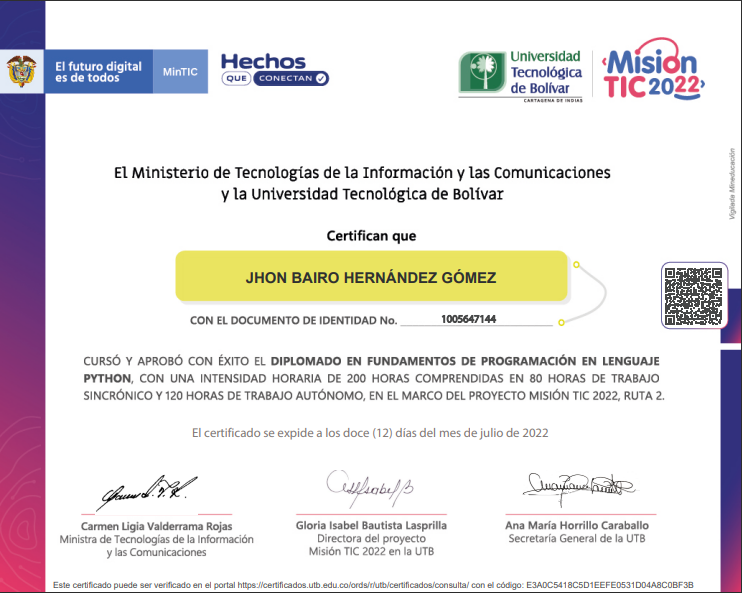 El futuro digital
es de todos
MinTIC
Hechos
QUE CONECTAN
Universidad
Tecnológica
de Bolívar
CARTAGENA DE INDIAS
Misión
TIC 2022
Vigilada Mineducación
El Ministerio de Tecnologías de la Información y las Comunicaciones
y la Universidad Tecnológica de Bolívar
Certifican que
JHON BAIRO HERNÁNDEZ GÓMEZ
CON EL DOCUMENTO DE IDENTIDAD No. 1005647144
CURSÓ Y APROBÓ CON ÉXITO EL DIPLOMADO EN FUNDAMENTOS DE PROGRAMACIÓN EN LENGUAJE
PYTHON, CON UNA INTENSIDAD HORARIA DE 200 HORAS COMPRENDIDAS EN 80 HORAS DE TRABAJO
SINCRÓNICO Y 120 HORAS DE TRABAJO AUTÓNOMO, EN EL MARCO DEL PROYECTO MISIÓN TIC 2022, RUTA 2.
El certificado se expide a los doce (12) días del mes de julio de 2022
Carmen Ligia Valderrama Rojas
Ministra de Tecnologías de la Información
y las Comunicaciones
Gloria Isabel Bautista Lasprilla
Directora del proyecto
Misión TIC 2022 en la UTB
Ana María Horrillo Caraballo
Secretaría General de la UTB
Este certificado puede ser verificado en el portal https://certificados.utb.edu.co/ords/r/utb/certificados/consulta/ con el código: E3A0C5418C5D1EEFE0531D04A8C0BF3B